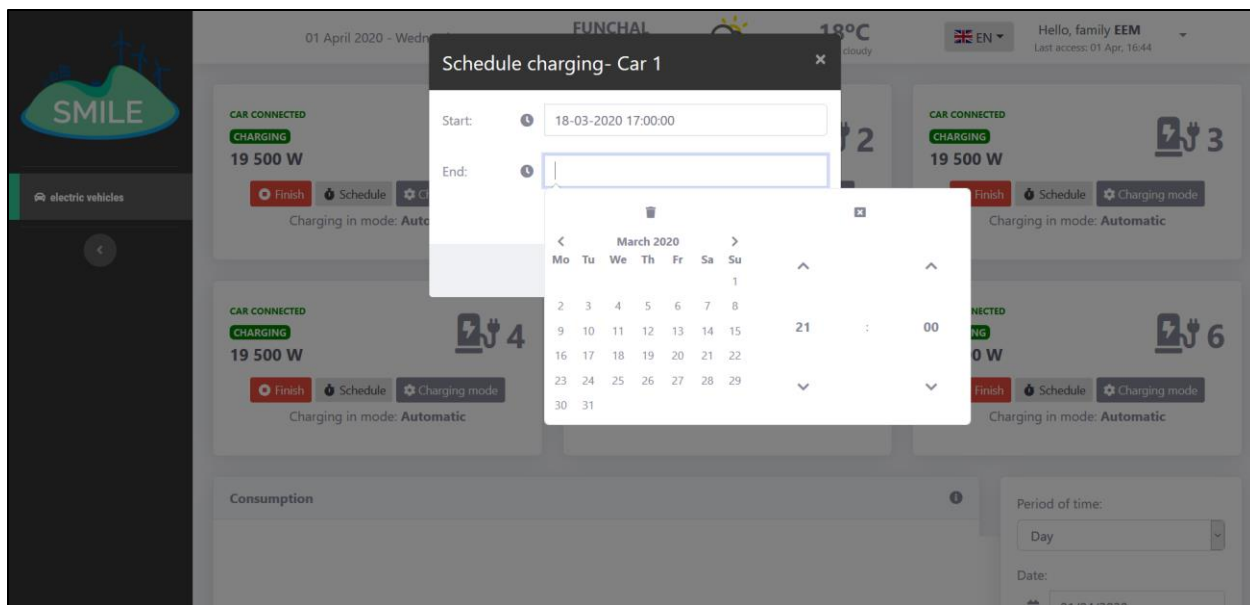 SMILE
electric vehicles
01 April 2020 - Wedn
FUNCHAL
18ºC
cloudy
EN
Hello, family EEM
Last access: 01 Apr, 16:44
Schedule charging- Car 1
×
Start:
18-03-2020 17:00:00
End:
March 2020
Mo Tu We Th Fr Sa Su
1
2 3 4 5 6 7 8
9 10 11 12 13 14 15
16 17 18 19 20 21 22
23 24 25 26 27 28 29
30 31
21 : 00
CAR CONNECTED
CHARGING
19 500 W
Finish
Schedule
Charging in mode: Auto
2
CAR CONNECTED
CHARGING
19 500 W
3
Finish
Schedule
Charging mode
Charging in mode: Automatic
CAR CONNECTED
CHARGING
19 500 W
4
Finish
Schedule
Charging mode
Charging in mode: Automatic
NECTED
NG
0 W
6
Finish
Schedule
Charging mode
Charging in mode: Automatic
Consumption
Period of time:
Day
Date: